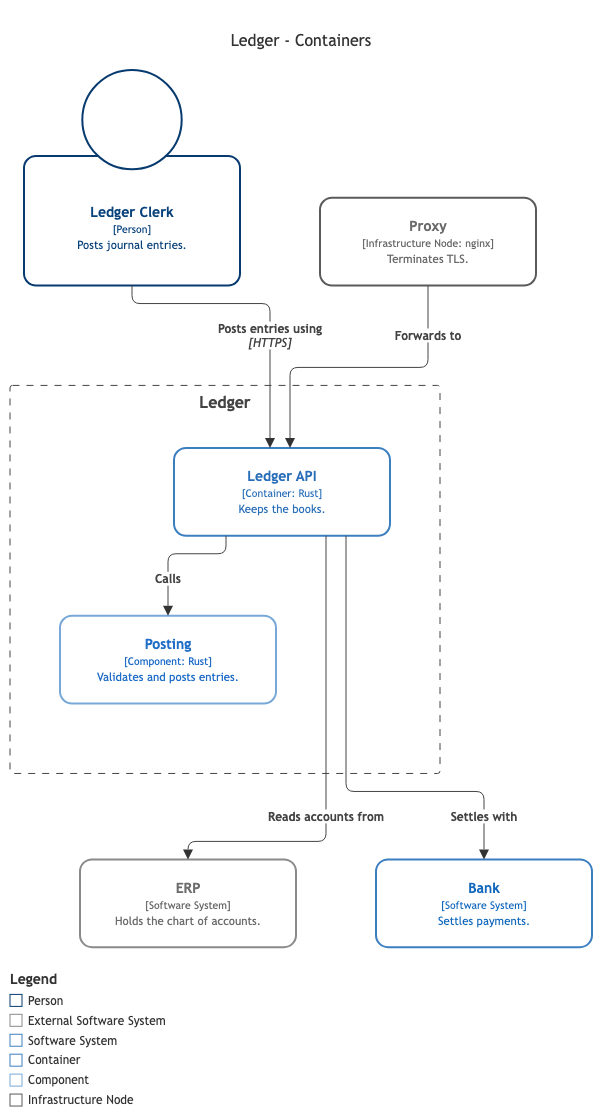 Ledger - Containers
Ledger Clerk
[Person]
Posts journal entries.
Proxy
[Infrastructure Node: nginx]
Terminates TLS.
Posts entries using
[HTTPS]
Forwards to
Ledger
Ledger API
[Container: Rust]
Keeps the books.
Calls
Posting
[Component: Rust]
Validates and posts entries.
Reads accounts from
Settles with
ERP
[Software System]
Holds the chart of accounts.
Bank
[Software System]
Settles payments.
Legend
Person
External Software System
Software System
Container
Component
Infrastructure Node